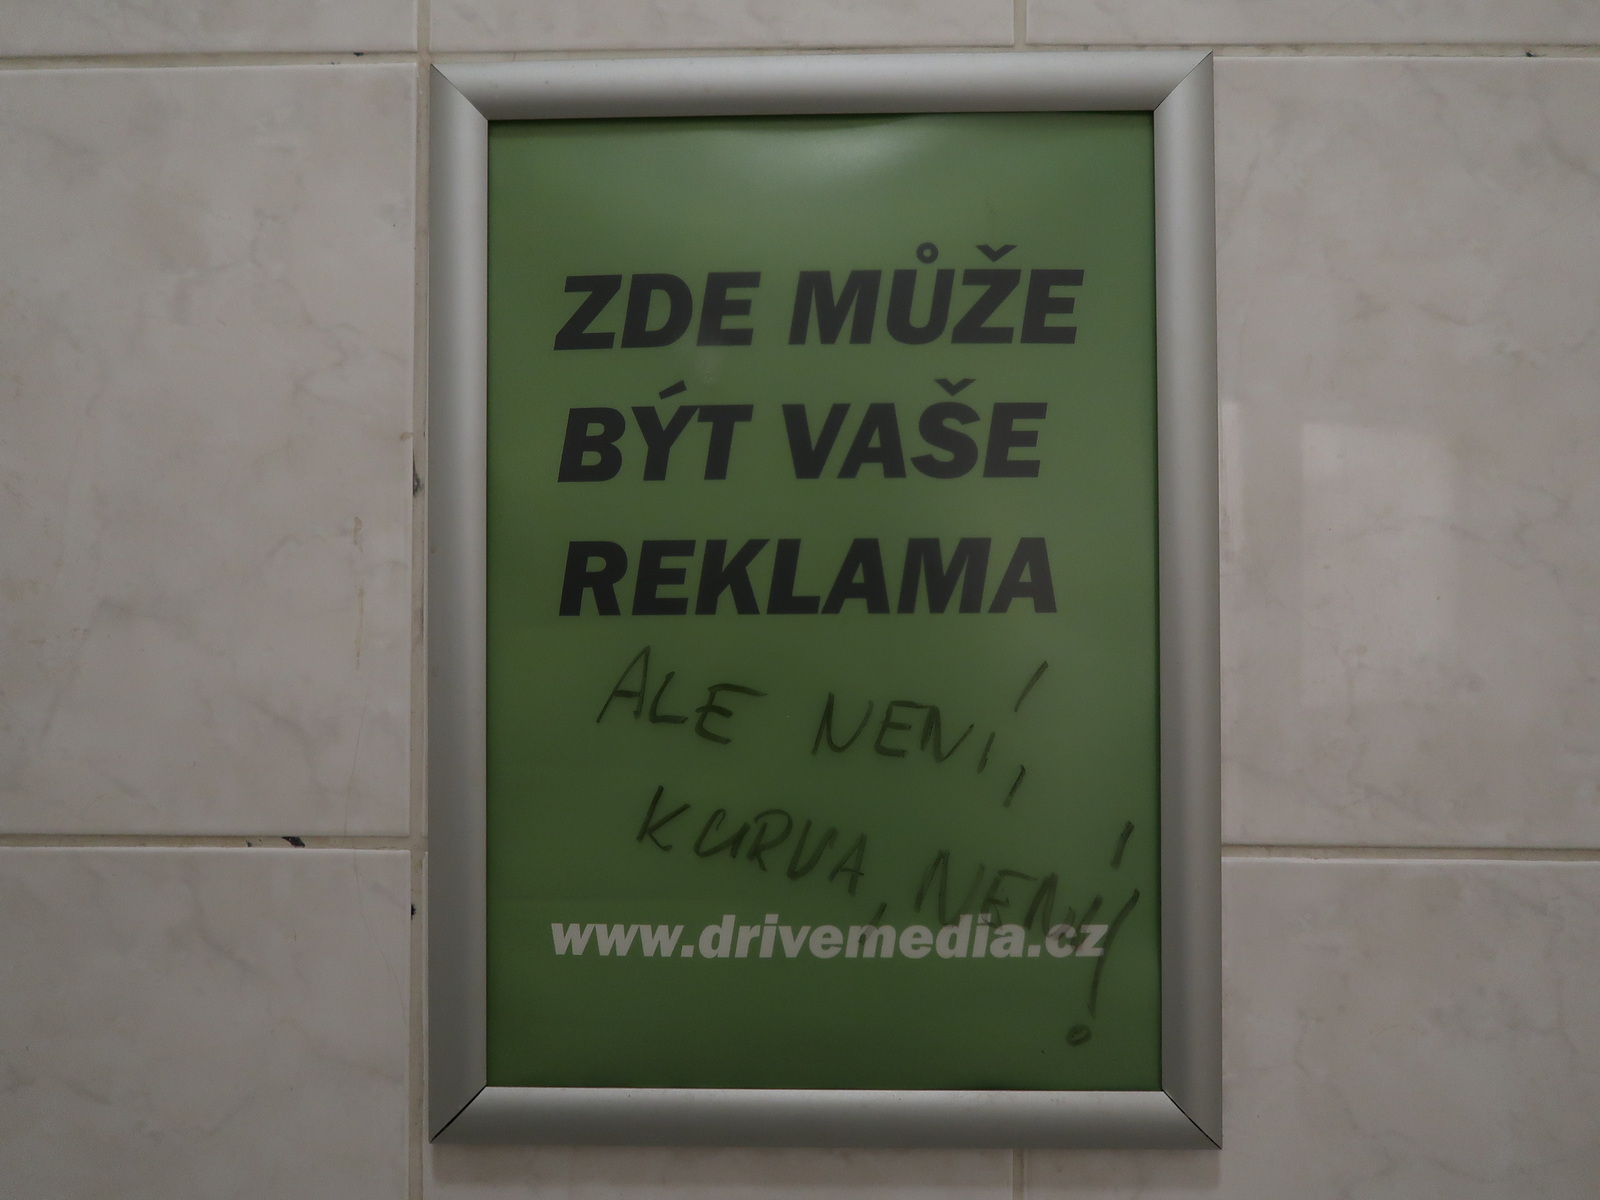 ZDE MŮŽE
BÝT VAŠE
REKLAMA
ALE NENÍ,
KURVA, NENÍ!
www.drivemedia.cz